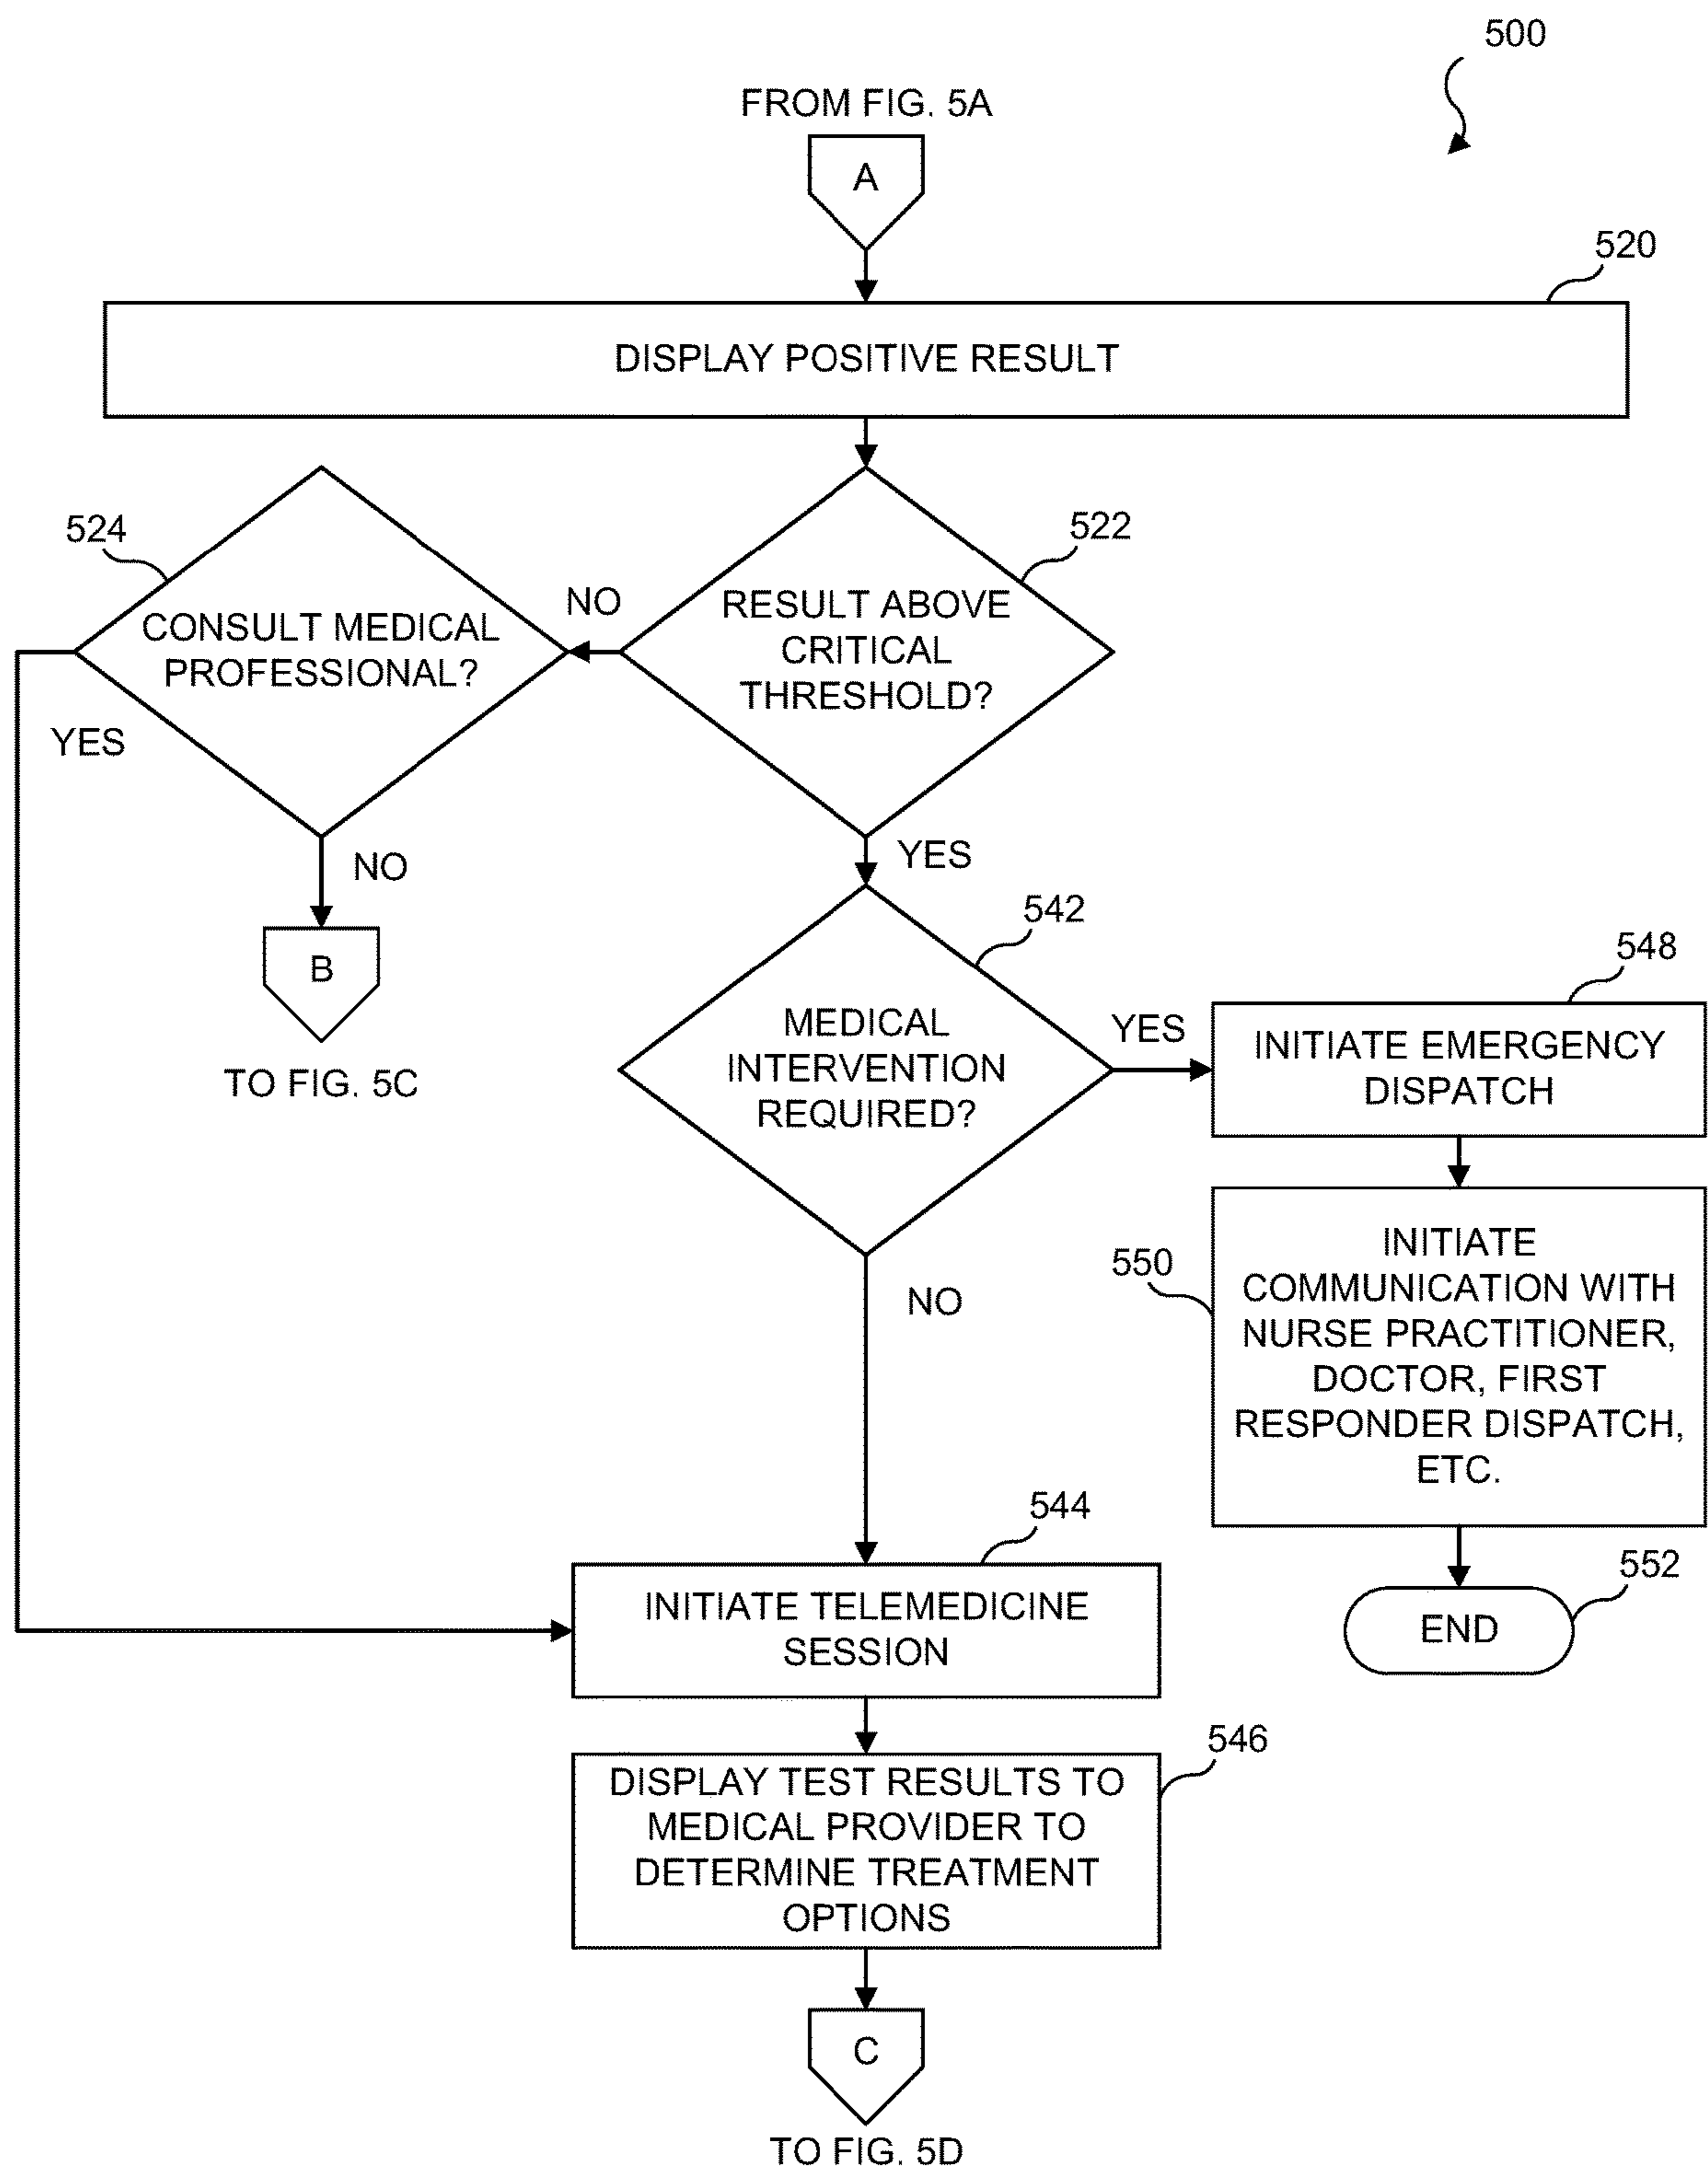 500
FROM FIG. 5A
A
520
DISPLAY POSITIVE RESULT
524
522
CONSULT MEDICAL
PROFESSIONAL?
NO
RESULT ABOVE
CRITICAL
THRESHOLD?
YES
NO
YES
B
TO FIG. 5C
542
MEDICAL
INTERVENTION
REQUIRED?
YES
548
INITIATE EMERGENCY
DISPATCH
NO
550
INITIATE
COMMUNICATION WITH
NURSE PRACTITIONER,
DOCTOR, FIRST
RESPONDER DISPATCH,
ETC.
544
INITIATE TELEMEDICINE
SESSION
552
END
546
DISPLAY TEST RESULTS TO
MEDICAL PROVIDER TO
DETERMINE TREATMENT
OPTIONS
C
TO FIG. 5D